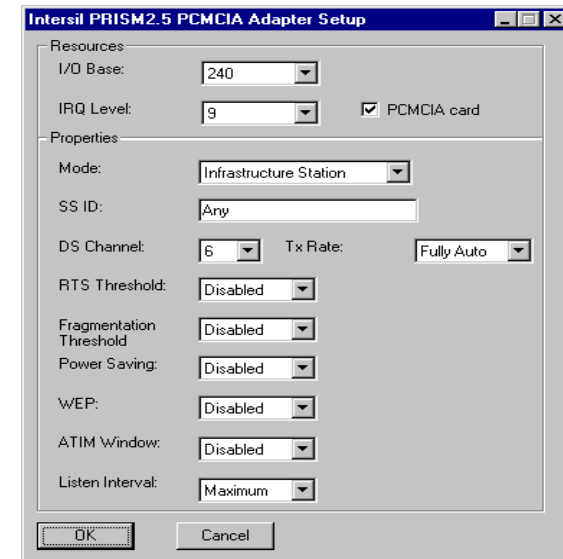 Intersil PRISM2.5 PCMCIA Adapter Setup
Resources
I/O Base: 240
IRQ Level: 9 PCMCIA card
Properties
Mode: Infrastructure Station
SS ID: Any
DS Channel: 6 Tx Rate: Fully Auto
RTS Threshold: Disabled
Fragmentation
Threshold Disabled
Power Saving: Disabled
WEP: Disabled
ATIM Window: Disabled
Listen Interval: Maximum
OK Cancel